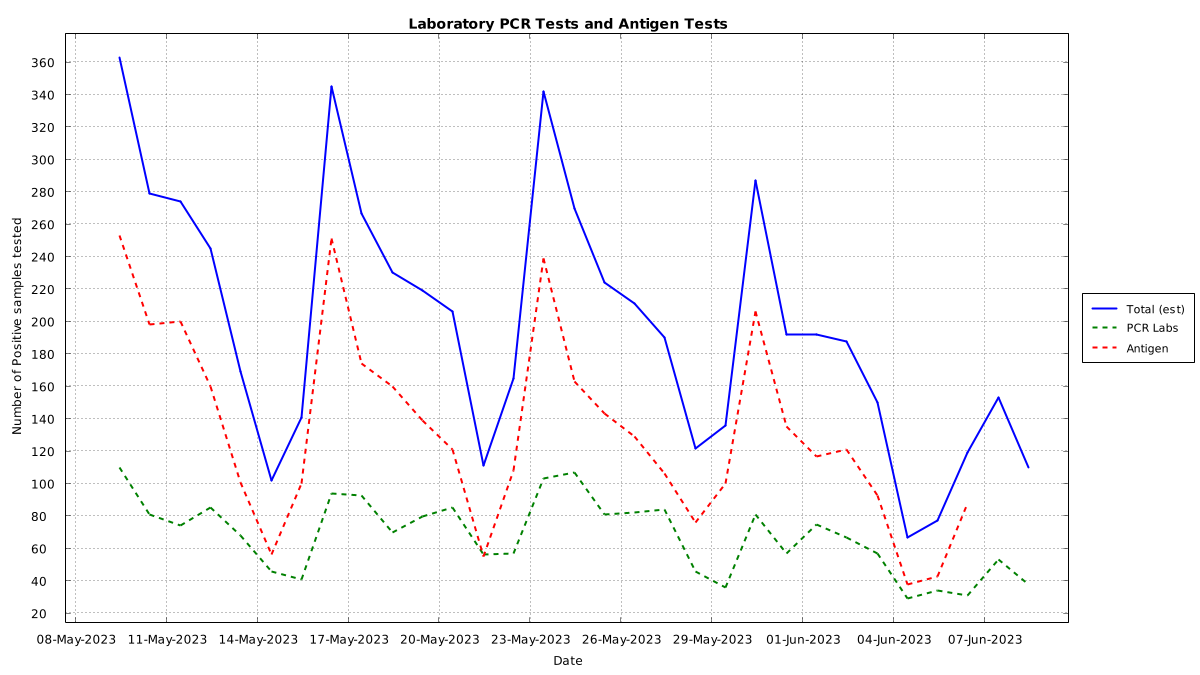 Laboratory PCR Tests and Antigen Tests
Number of Positive samples tested
360
340
320
300
280
260
240
220
200
180
160
140
120
100
80
60
40
20
08-May-2023 11-May-2023 14-May-2023 17-May-2023 20-May-2023 23-May-2023 26-May-2023 29-May-2023 01-Jun-2023 04-Jun-2023 07-Jun-2023
Date
Total (est)
PCR Labs
Antigen